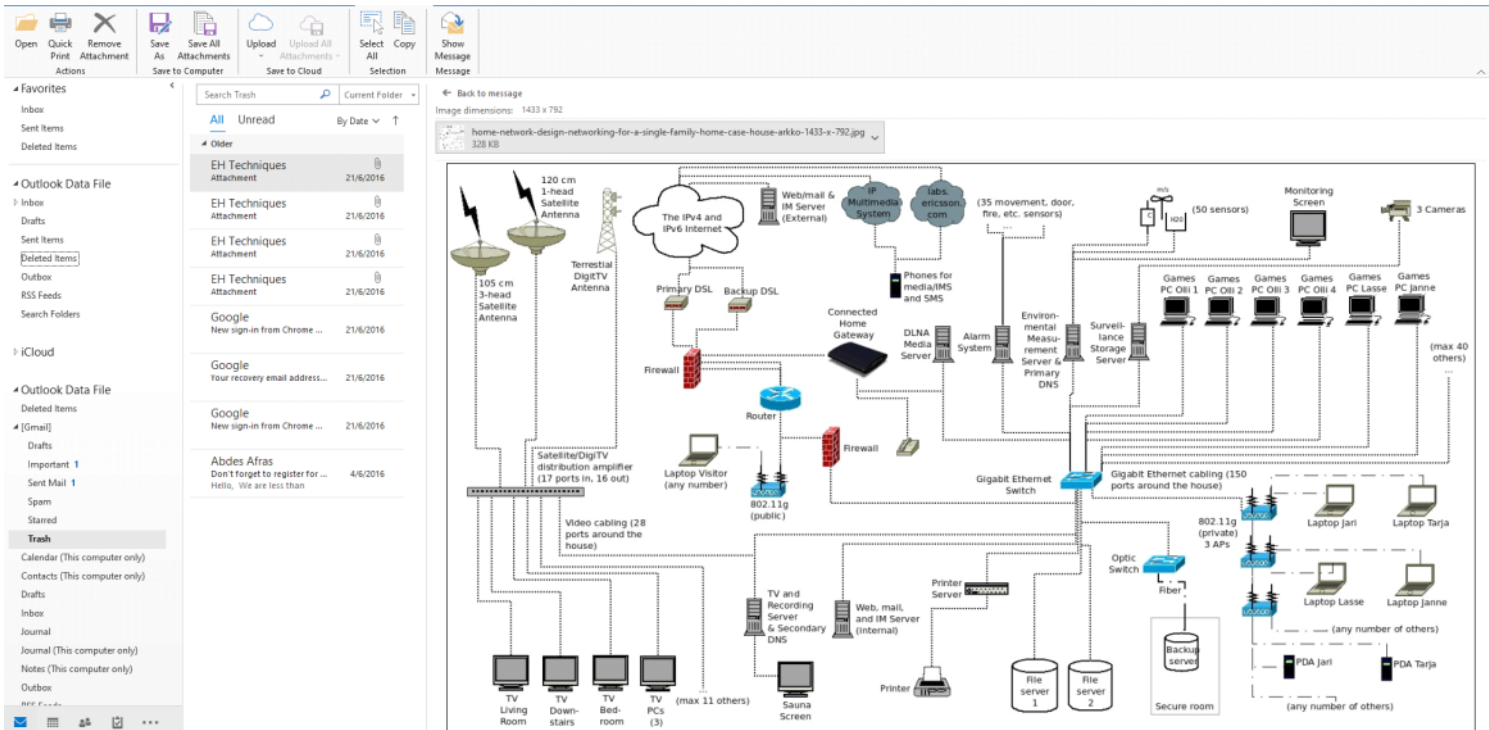 Open
Quick
Print
Remove
Attachment
Actions
Save
As
Save All
Attachments
Save to Computer
Upload
Upload All
Attachments
Save to Cloud
Select
All
Copy
Selection
Show
Message
Message
Favorites
Inbox
Sent Items
Deleted Items
Outlook Data File
Inbox
Drafts
Sent Items
Deleted Items
Outbox
RSS Feeds
Search Folders
iCloud
Outlook Data File
Deleted Items
[Gmail]
Drafts
Important 1
Sent Mail 1
Spam
Starred
Trash
Calendar (This computer only)
Contacts (This computer only)
Drafts
Inbox
Journal
Journal (This computer only)
Notes (This computer only)
Outbox
RSS Feeds
Search Trash
Current Folder
All Unread By Date
Older
EH Techniques
Attachment 21/6/2016
EH Techniques
Attachment 21/6/2016
EH Techniques
Attachment 21/6/2016
EH Techniques
Attachment 21/6/2016
Google
New sign-in from Chrome ... 21/6/2016
Google
Your recovery email address... 21/6/2016
Google
New sign-in from Chrome ... 21/6/2016
Abdes Afras
Don't forget to register for ... 4/6/2016
Hello, We are less than
Back to message
Image dimensions: 1433 x 792
home-network-design-networking-for-a-single-family-home-case-house-arkko-1433-x-792.jpg
328 KB
120 cm
1-head
Satellite
Antenna
105 cm
3-head
Satellite
Antenna
Terrestial
DigitTV
Antenna
The IPv4 and
IPv6 Internet
Web/mail &
IM Server
(External)
IP
Multimedia
System
labs.
ericsson.
com
(35 movement, door,
fire, etc. sensors)
...
m/s
C
H20
(50 sensors)
Monitoring
Screen
3 Cameras
Primary DSL
Backup DSL
Phones for
media/IMS
and SMS
Connected
Home
Gateway
DLNA
Media
Server
Alarm
System
Environ-
mental
Measu-
rement
Server &
Primary
DNS
Surveil-
lance
Storage
Server
Games
PC Olli 1
Games
PC Olli 2
Games
PC Olli 3
Games
PC Olli 4
Games
PC Lasse
Games
PC Janne
(max 40
others)
...
Firewall
Router
Firewall
Laptop Visitor
(any number)
802.11g
(public)
Satellite/DigiTV
distribution amplifier
(17 ports in, 16 out)
Video cabling (28
ports around the
house)
Gigabit Ethernet
Switch
Gigabit Ethernet cabling (150
ports around the house)
802.11g
(private)
3 APs
Laptop Jari
Laptop Tarja
Laptop Lasse
Laptop Janne
(any number of others)
PDA Jari
PDA Tarja
(any number of others)
Optic
Switch
Fiber
Backup
server
Secure room
Printer
Server
Printer
TV and
Recording
Server
& Secondary
DNS
Web, mail,
and IM Server
(internal)
File
server
1
File
server
2
TV
Living
Room
TV
Down-
stairs
TV
Bed-
room
TV
PCs
(3)
...
(max 11 others)
Sauna
Screen